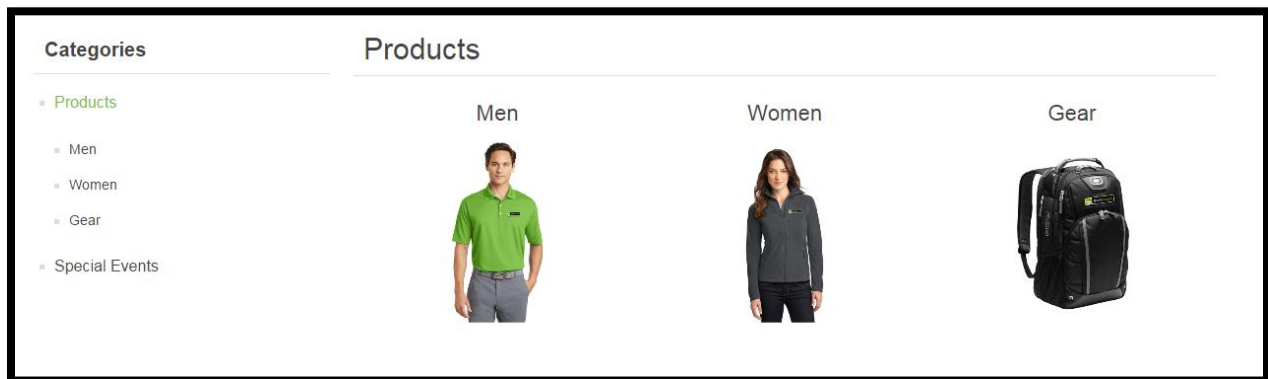 Categories
Products
Men
Women
Gear
Special Events
Products
Men
Women
Gear